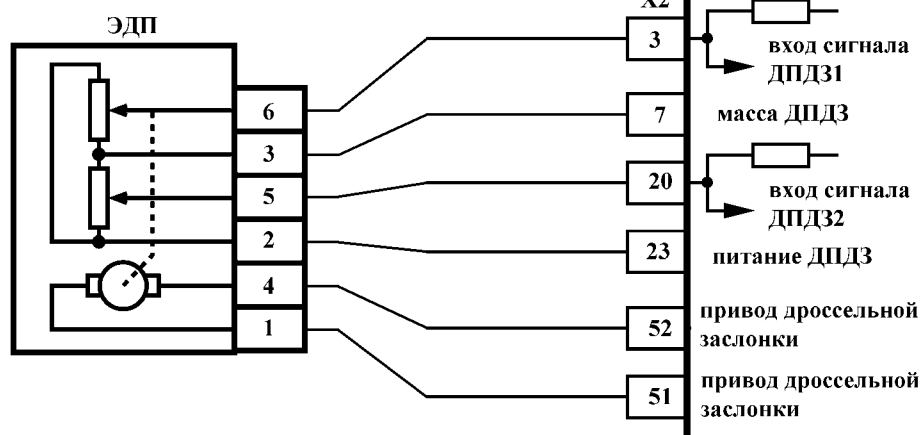 X2
ЭДП
3
вход сигнала
ДПДЗ1
6
7
масса ДПДЗ
3
5
20
вход сигнала
ДПДЗ2
2
23
питание ДПДЗ
4
1
52
привод дроссельной
заслонки
51
привод дроссельной
заслонки